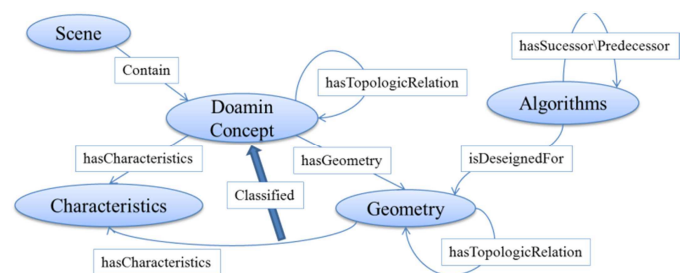 Scene
hasSucessor\Predecessor
Contain
hasTopologicRelation
Doamin
Concept
Algorithms
hasCharacteristics
hasGeometry
isDeseignedFor
Classified
Characteristics
Geometry
hasTopologicRelation
hasCharacteristics